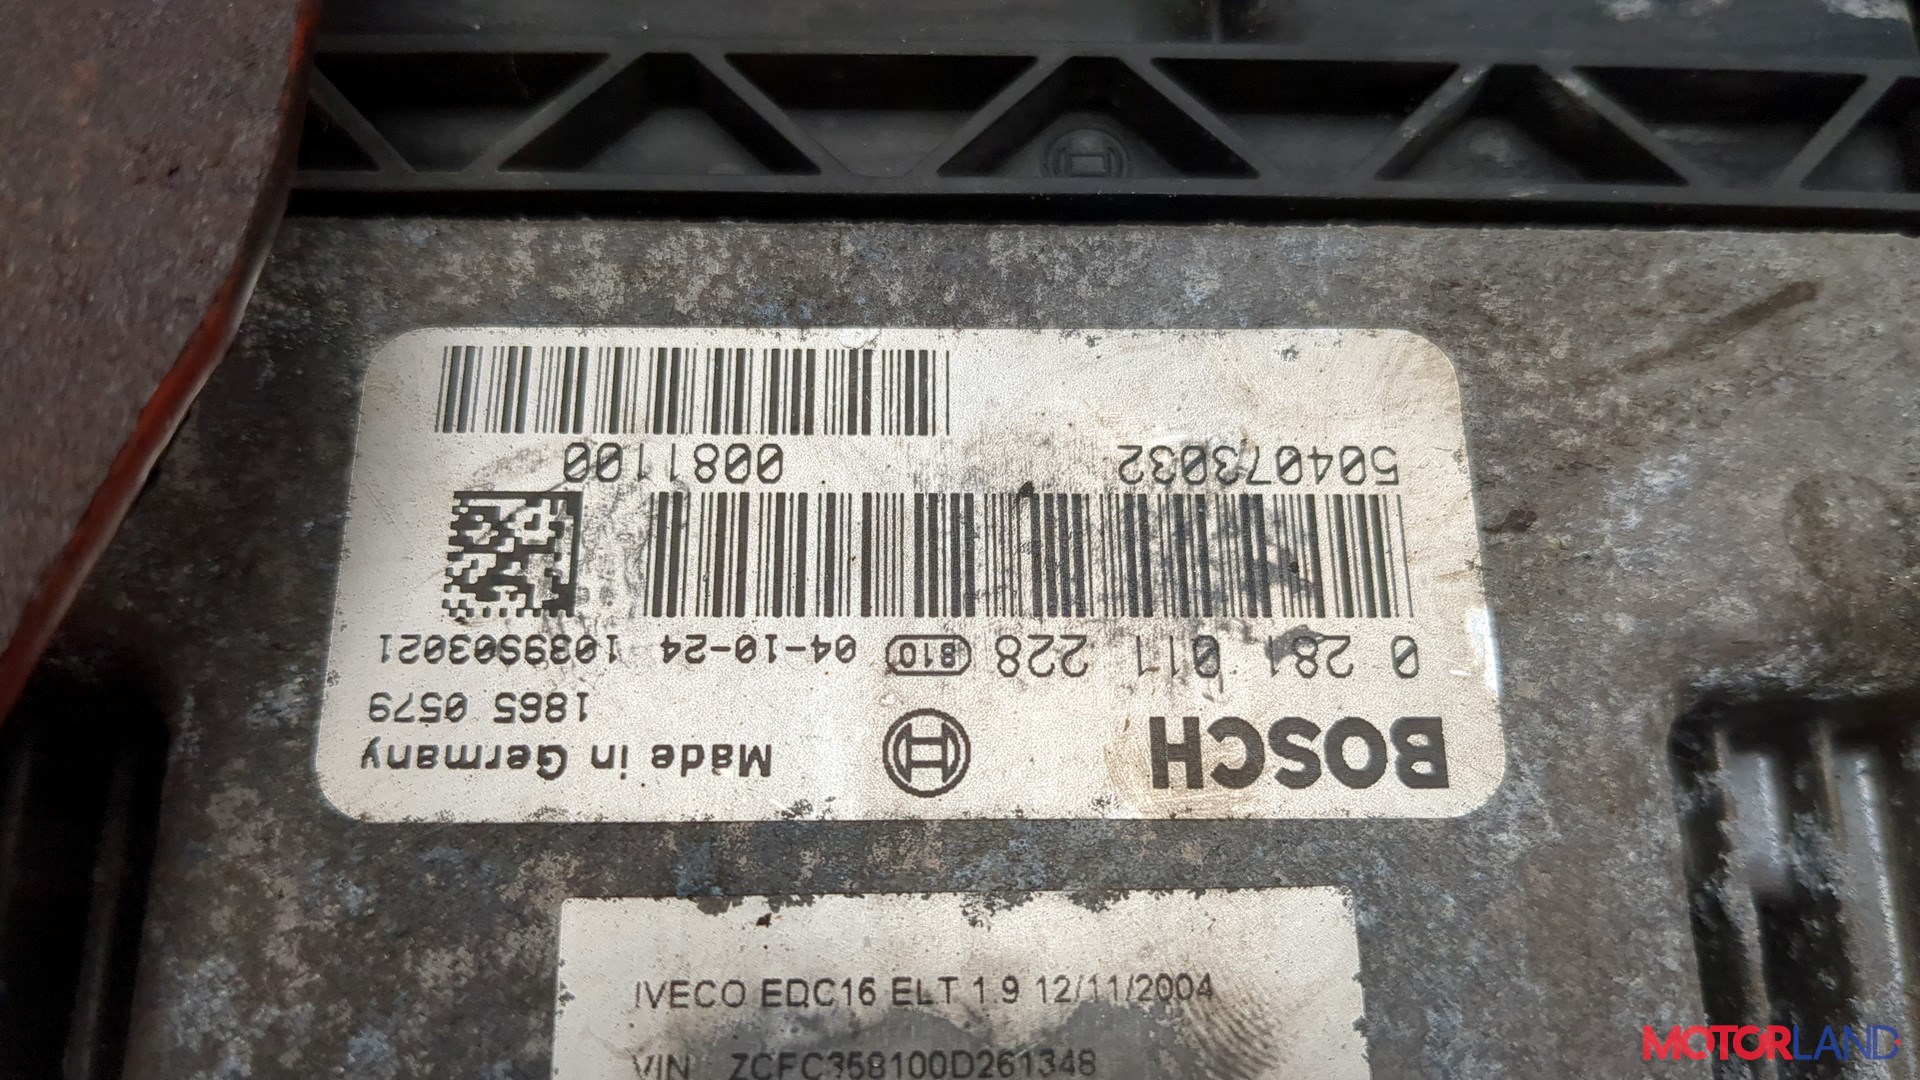 BOSCH
Made in Germany
1865 0579
0 281 011 228 810 04-10-24 1039S03021
504073032 0081100
IVECO EDC16 ELT 1.9 12/11/2004
VIN ZCFC358100D261348
MOTORLAND